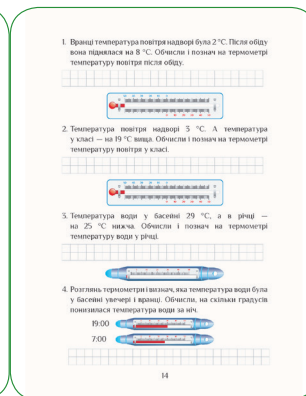 1. Вранці температура повітря надворі була 2 °С. Після обіду
вона піднялася на 8 °С. Обчисли і познач на термометрі
температуру повітря після обіду.
2. Температура повітря надворі 3 °С. А температура
у класі — на 19 °С вища. Обчисли і познач на термометрі
температуру повітря у класі.
3. Температура води у басейні 29 °С, а в річці —
на 25 °С нижча. Обчисли і познач на термометрі
температуру води у річці.
4. Розглянь термометри і визнач, яка температура води була
у басейні увечері і вранці. Обчисли, на скільки градусів
понизилася температура води за ніч.
19:00
7:00
14